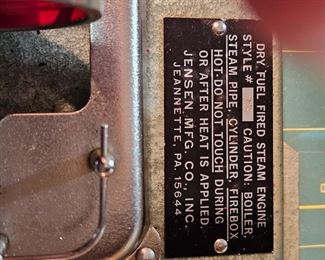 DRY FUEL FIRED STEAM ENGINE
STYLE # CAUTION: BOILER,
STEAM PIPE, CYLINDER, FIREBOX
HOT-DO NOT TOUCH DURING
OR AFTER HEAT IS APPLIED.
JENSEN MFG. CO., INC.
JEANNETTE, PA. 15644